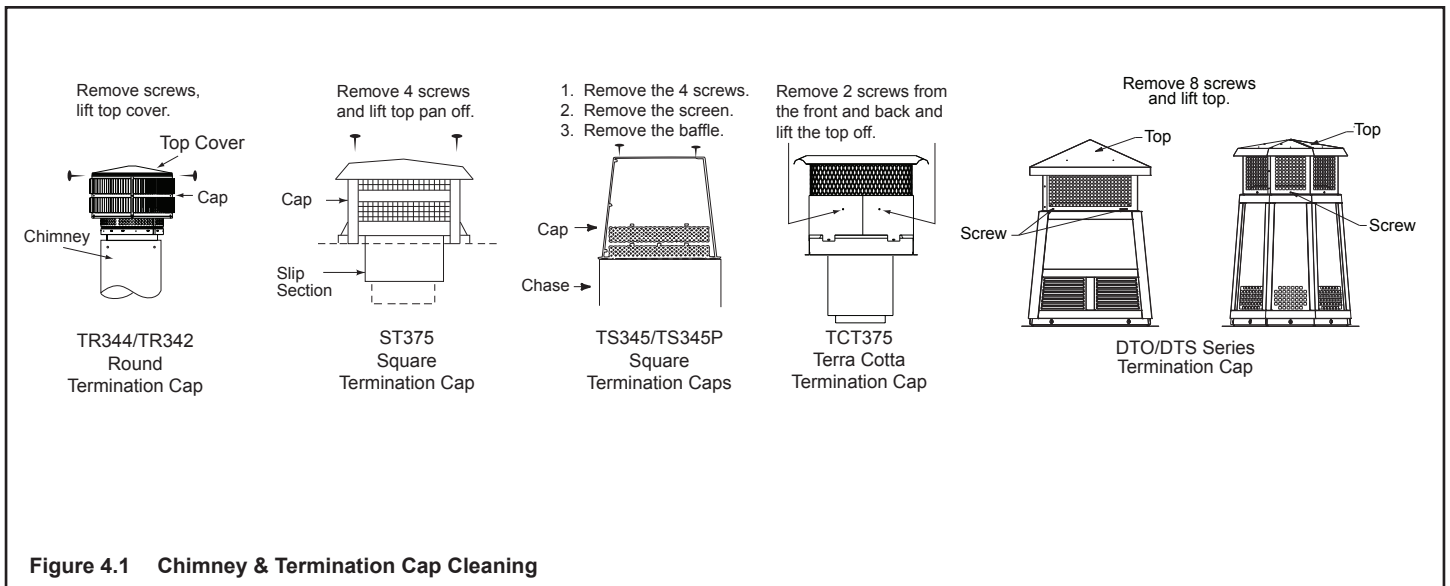 Remove screws,
lift top cover.
Top Cover
Cap
Chimney
TR344/TR342
Round
Termination Cap
Remove 4 screws
and lift top pan off.
Cap
Slip
Section
ST375
Square
Termination Cap
1. Remove the 4 screws.
2. Remove the screen.
3. Remove the baffle.
Cap
Chase
TS345/TS345P
Square
Termination Caps
Remove 2 screws from
the front and back and
lift the top off.
TCT375
Terra Cotta
Termination Cap
Remove 8 screws
and lift top.
Top
Screw
Top
Screw
DTO/DTS Series
Termination Cap
Figure 4.1 Chimney & Termination Cap Cleaning